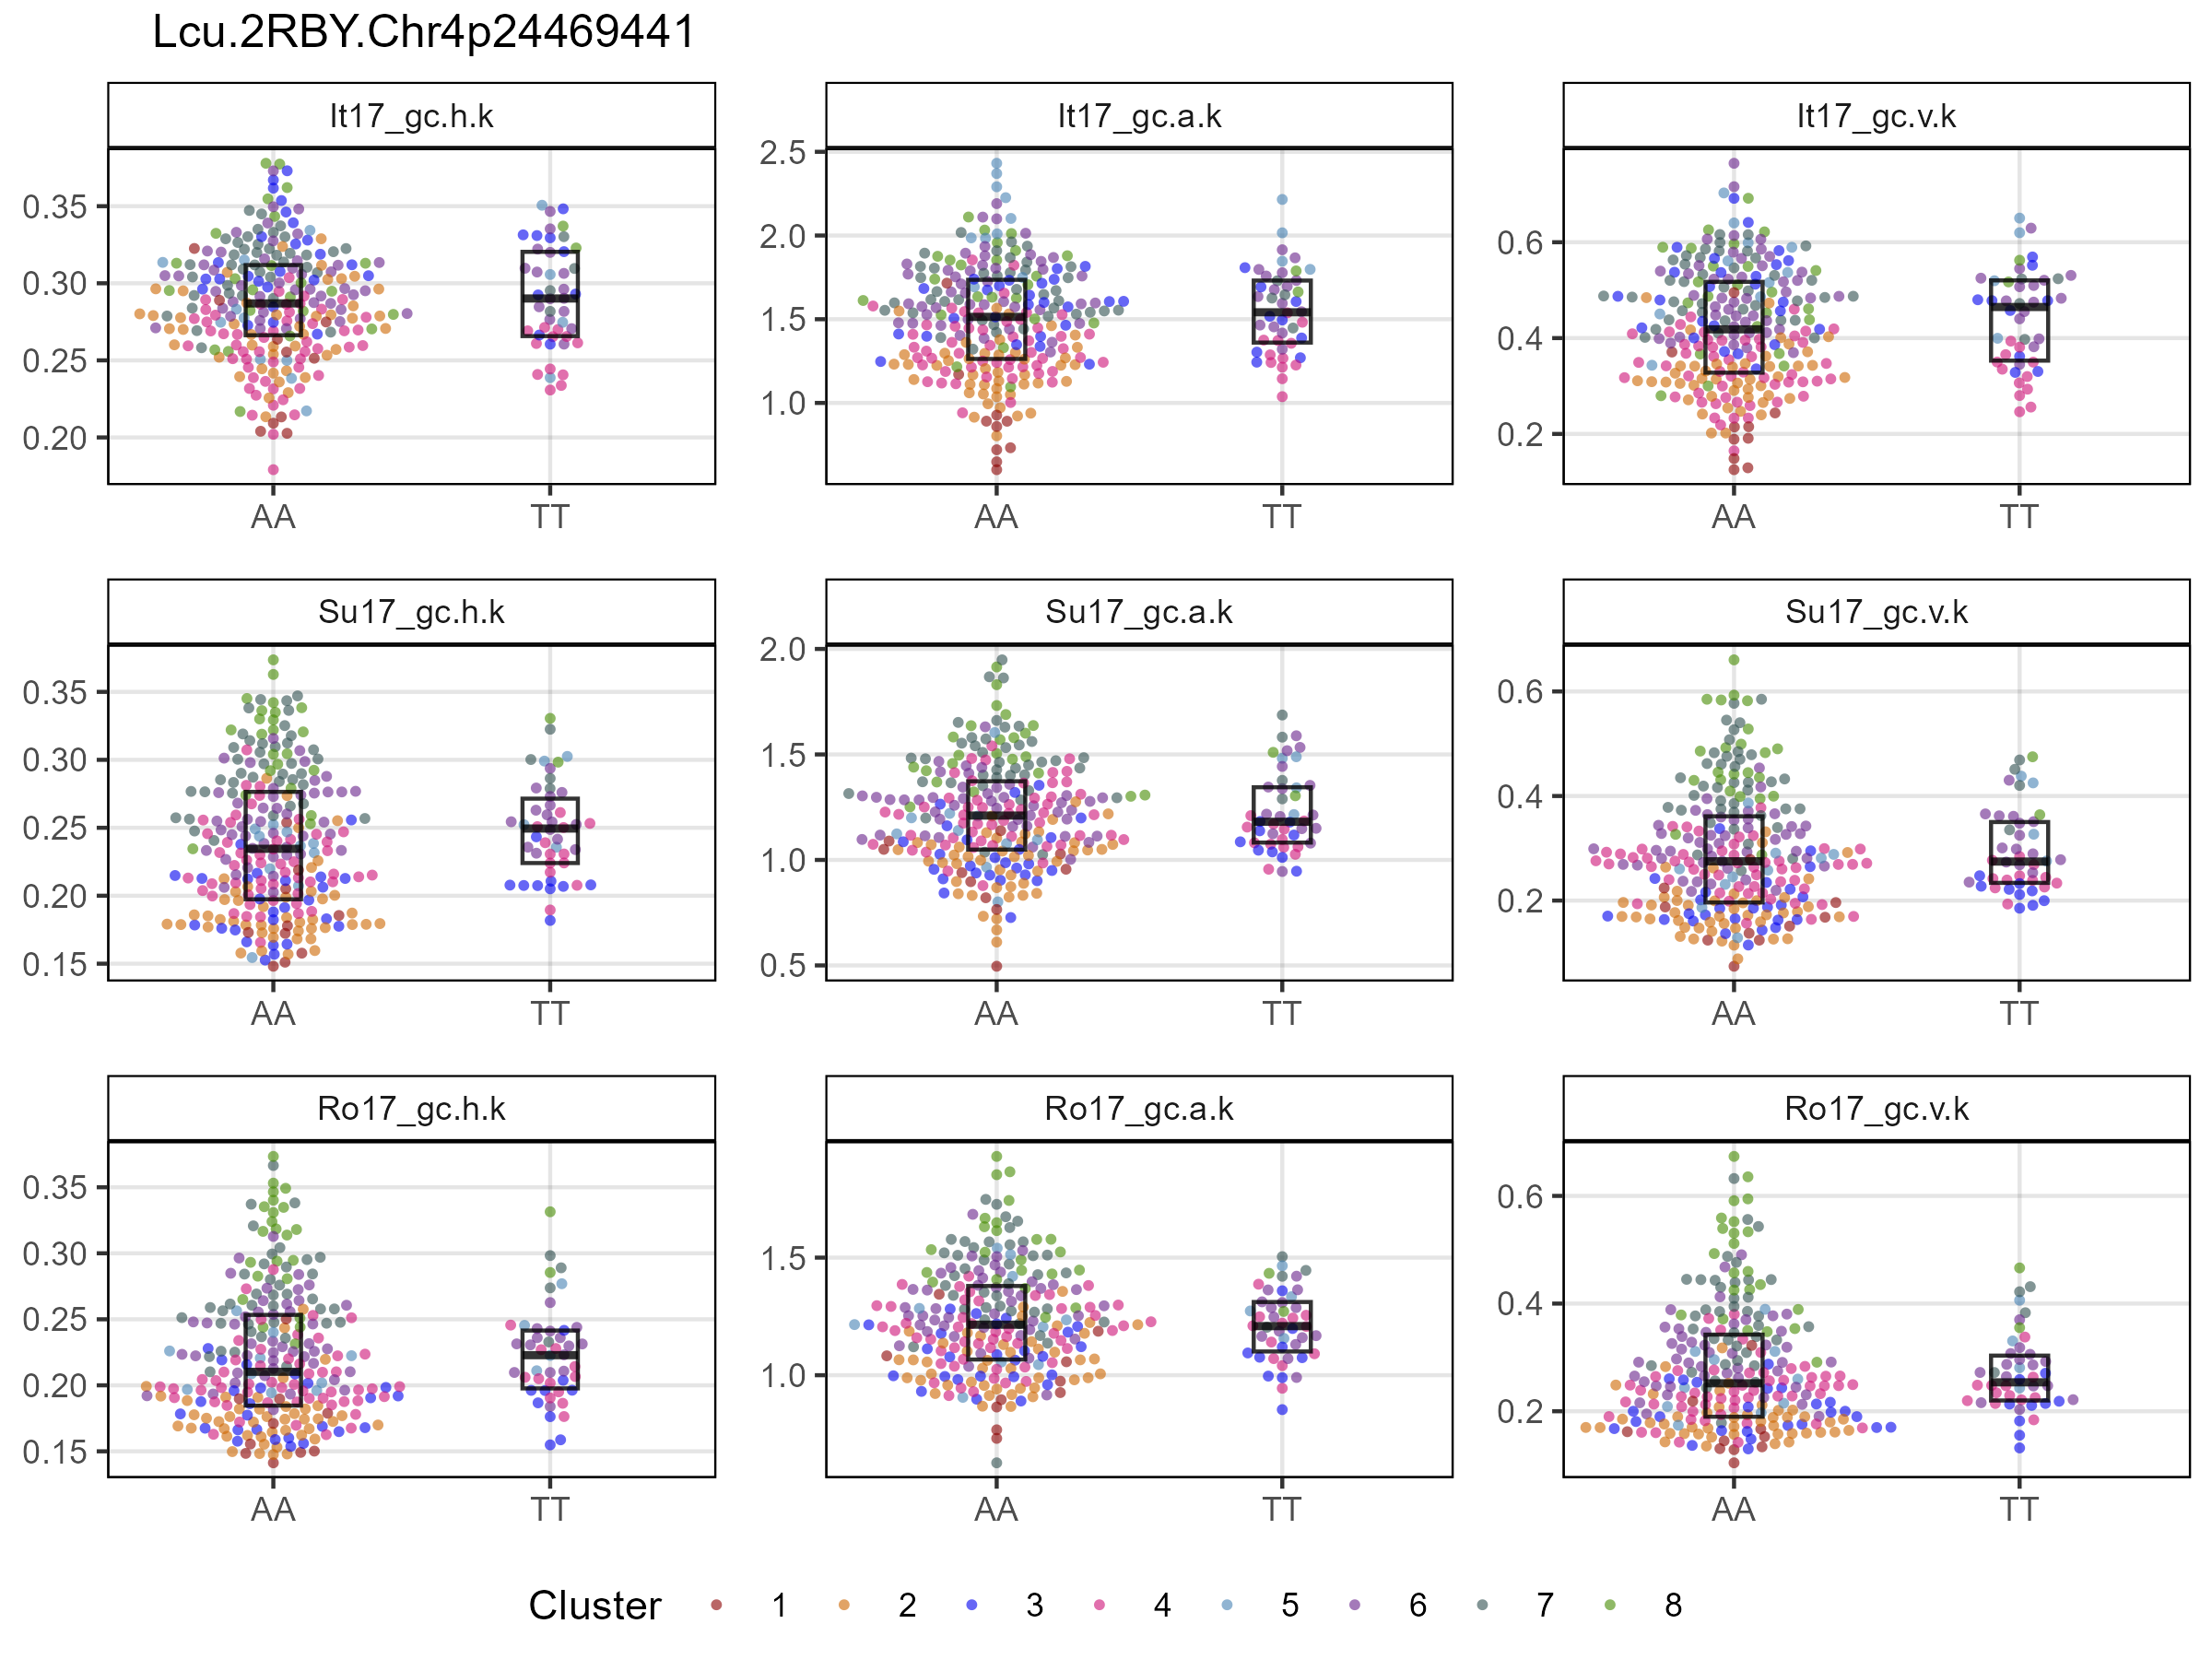 Lcu.2RBY.Chr4p24469441
It17_gc.h.k
It17_gc.a.k
It17_gc.v.k
0.35
0.30
0.25
0.20
2.5
2.0
1.5
1.0
0.6
0.4
0.2
AA
TT
AA
TT
AA
TT
Su17_gc.h.k
Su17_gc.a.k
Su17_gc.v.k
0.35
0.30
0.25
0.20
0.15
2.0
1.5
1.0
0.5
0.6
0.4
0.2
AA
TT
AA
TT
AA
TT
Ro17_gc.h.k
Ro17_gc.a.k
Ro17_gc.v.k
0.35
0.30
0.25
0.20
0.15
1.5
1.0
0.6
0.4
0.2
AA
TT
AA
TT
AA
TT
Cluster 1 2 3 4 5 6 7 8